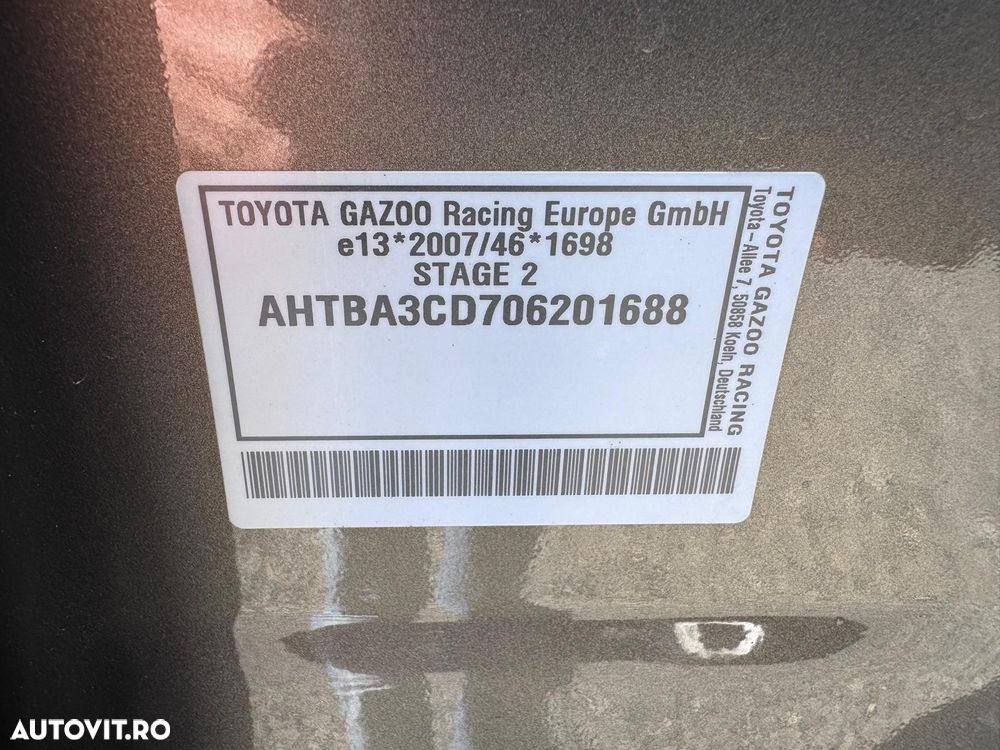 TOYOTA GAZOO Racing Europe GmbH
e13*2007/46*1698
STAGE 2
AHTBA3CD706201688
TOYOTA GAZOO RACING
Toyota-Allee 7, 50858 Koeln, Deutschland
AUTOVIT.RO